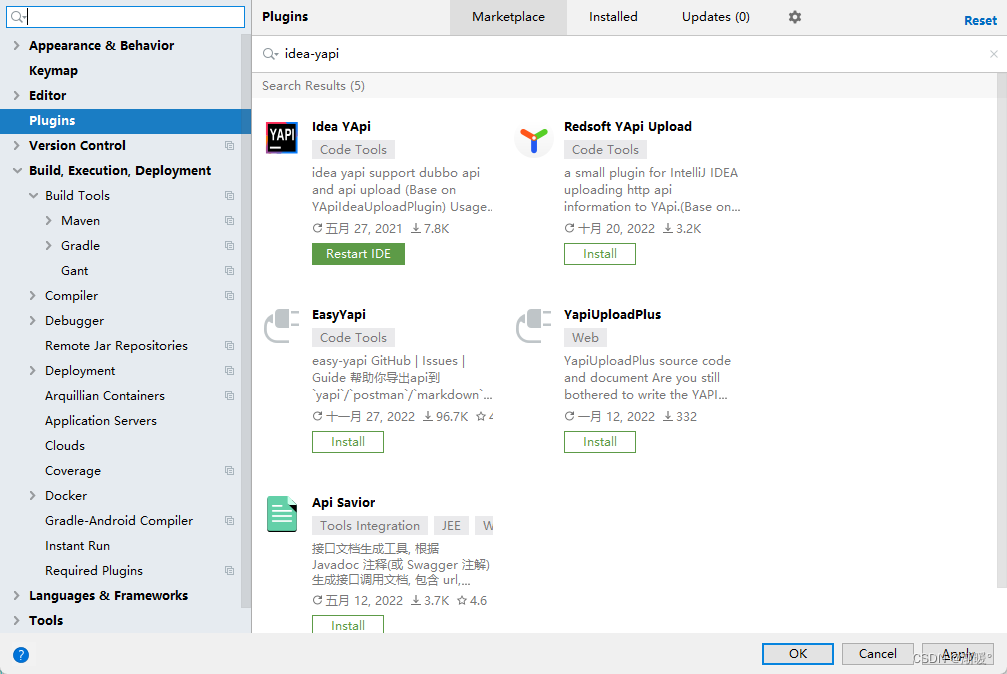 Appearance & Behavior
Keymap
Editor
Plugins
Version Control
Build, Execution, Deployment
Build Tools
Maven
Gradle
Gant
Compiler
Debugger
Remote Jar Repositories
Deployment
Arquillian Containers
Application Servers
Clouds
Coverage
Docker
Gradle-Android Compiler
Instant Run
Required Plugins
Languages & Frameworks
Tools
?
Plugins
Marketplace
Installed
Updates (0)
Reset
idea-yapi
Search Results (5)
YAPI
Idea YApi
Code Tools
idea yapi support dubbo api
and api upload (Base on
YApiIdeaUploadPlugin) Usage..
五月 27, 2021 7.8K
Restart IDE
Redsoft YApi Upload
Code Tools
a small plugin for IntelliJ IDEA
uploading http api
information to YApi.(Base on...
十月 20, 2022 3.2K
Install
EasyYapi
Code Tools
easy-yapi GitHub | Issues |
Guide 帮助你导出api到
`yapi`/`postman`/`markdown`...
十一月 27, 2022 96.7K 4
Install
YapiUploadPlus
Web
YapiUploadPlus source code
and document Are you still
bothered to write the YAPI...
一月 12, 2022 332
Install
Api Savior
Tools Integration
JEE
W
接口文档生成工具, 根据
Javadoc 注释(或 Swagger 注解)
生成接口调用文档, 包含 url,...
五月 12, 2022 3.7K 4.6
Install
OK
Cancel
Apply